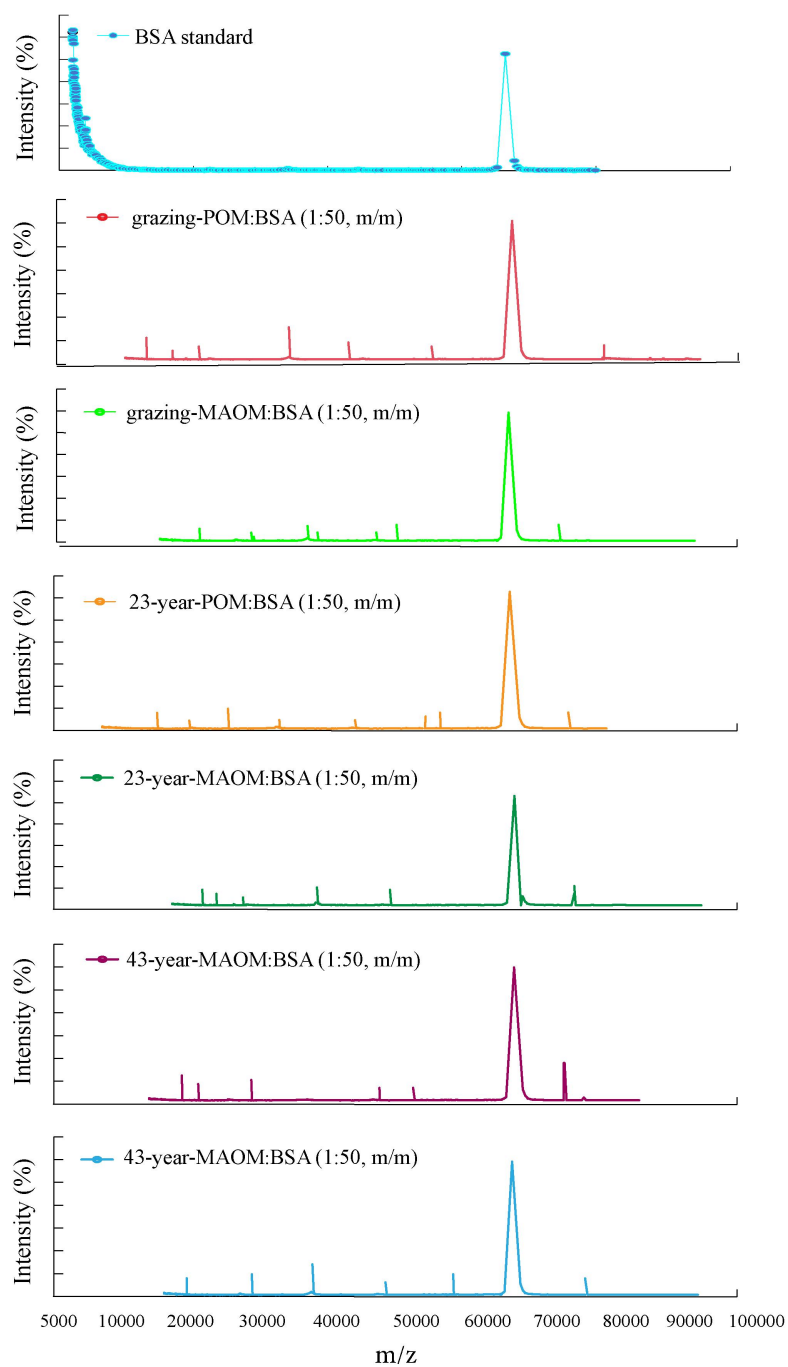 BSA standard
Intensity (%)
grazing-POM:BSA (1:50, m/m)
Intensity (%)
grazing-MAOM:BSA (1:50, m/m)
Intensity (%)
23-year-POM:BSA (1:50, m/m)
Intensity (%)
23-year-MAOM:BSA (1:50, m/m)
Intensity (%)
43-year-MAOM:BSA (1:50, m/m)
Intensity (%)
43-year-MAOM:BSA (1:50, m/m)
Intensity (%)
5000 10000 20000 30000 40000 50000 60000 70000 80000 90000 100000
m/z